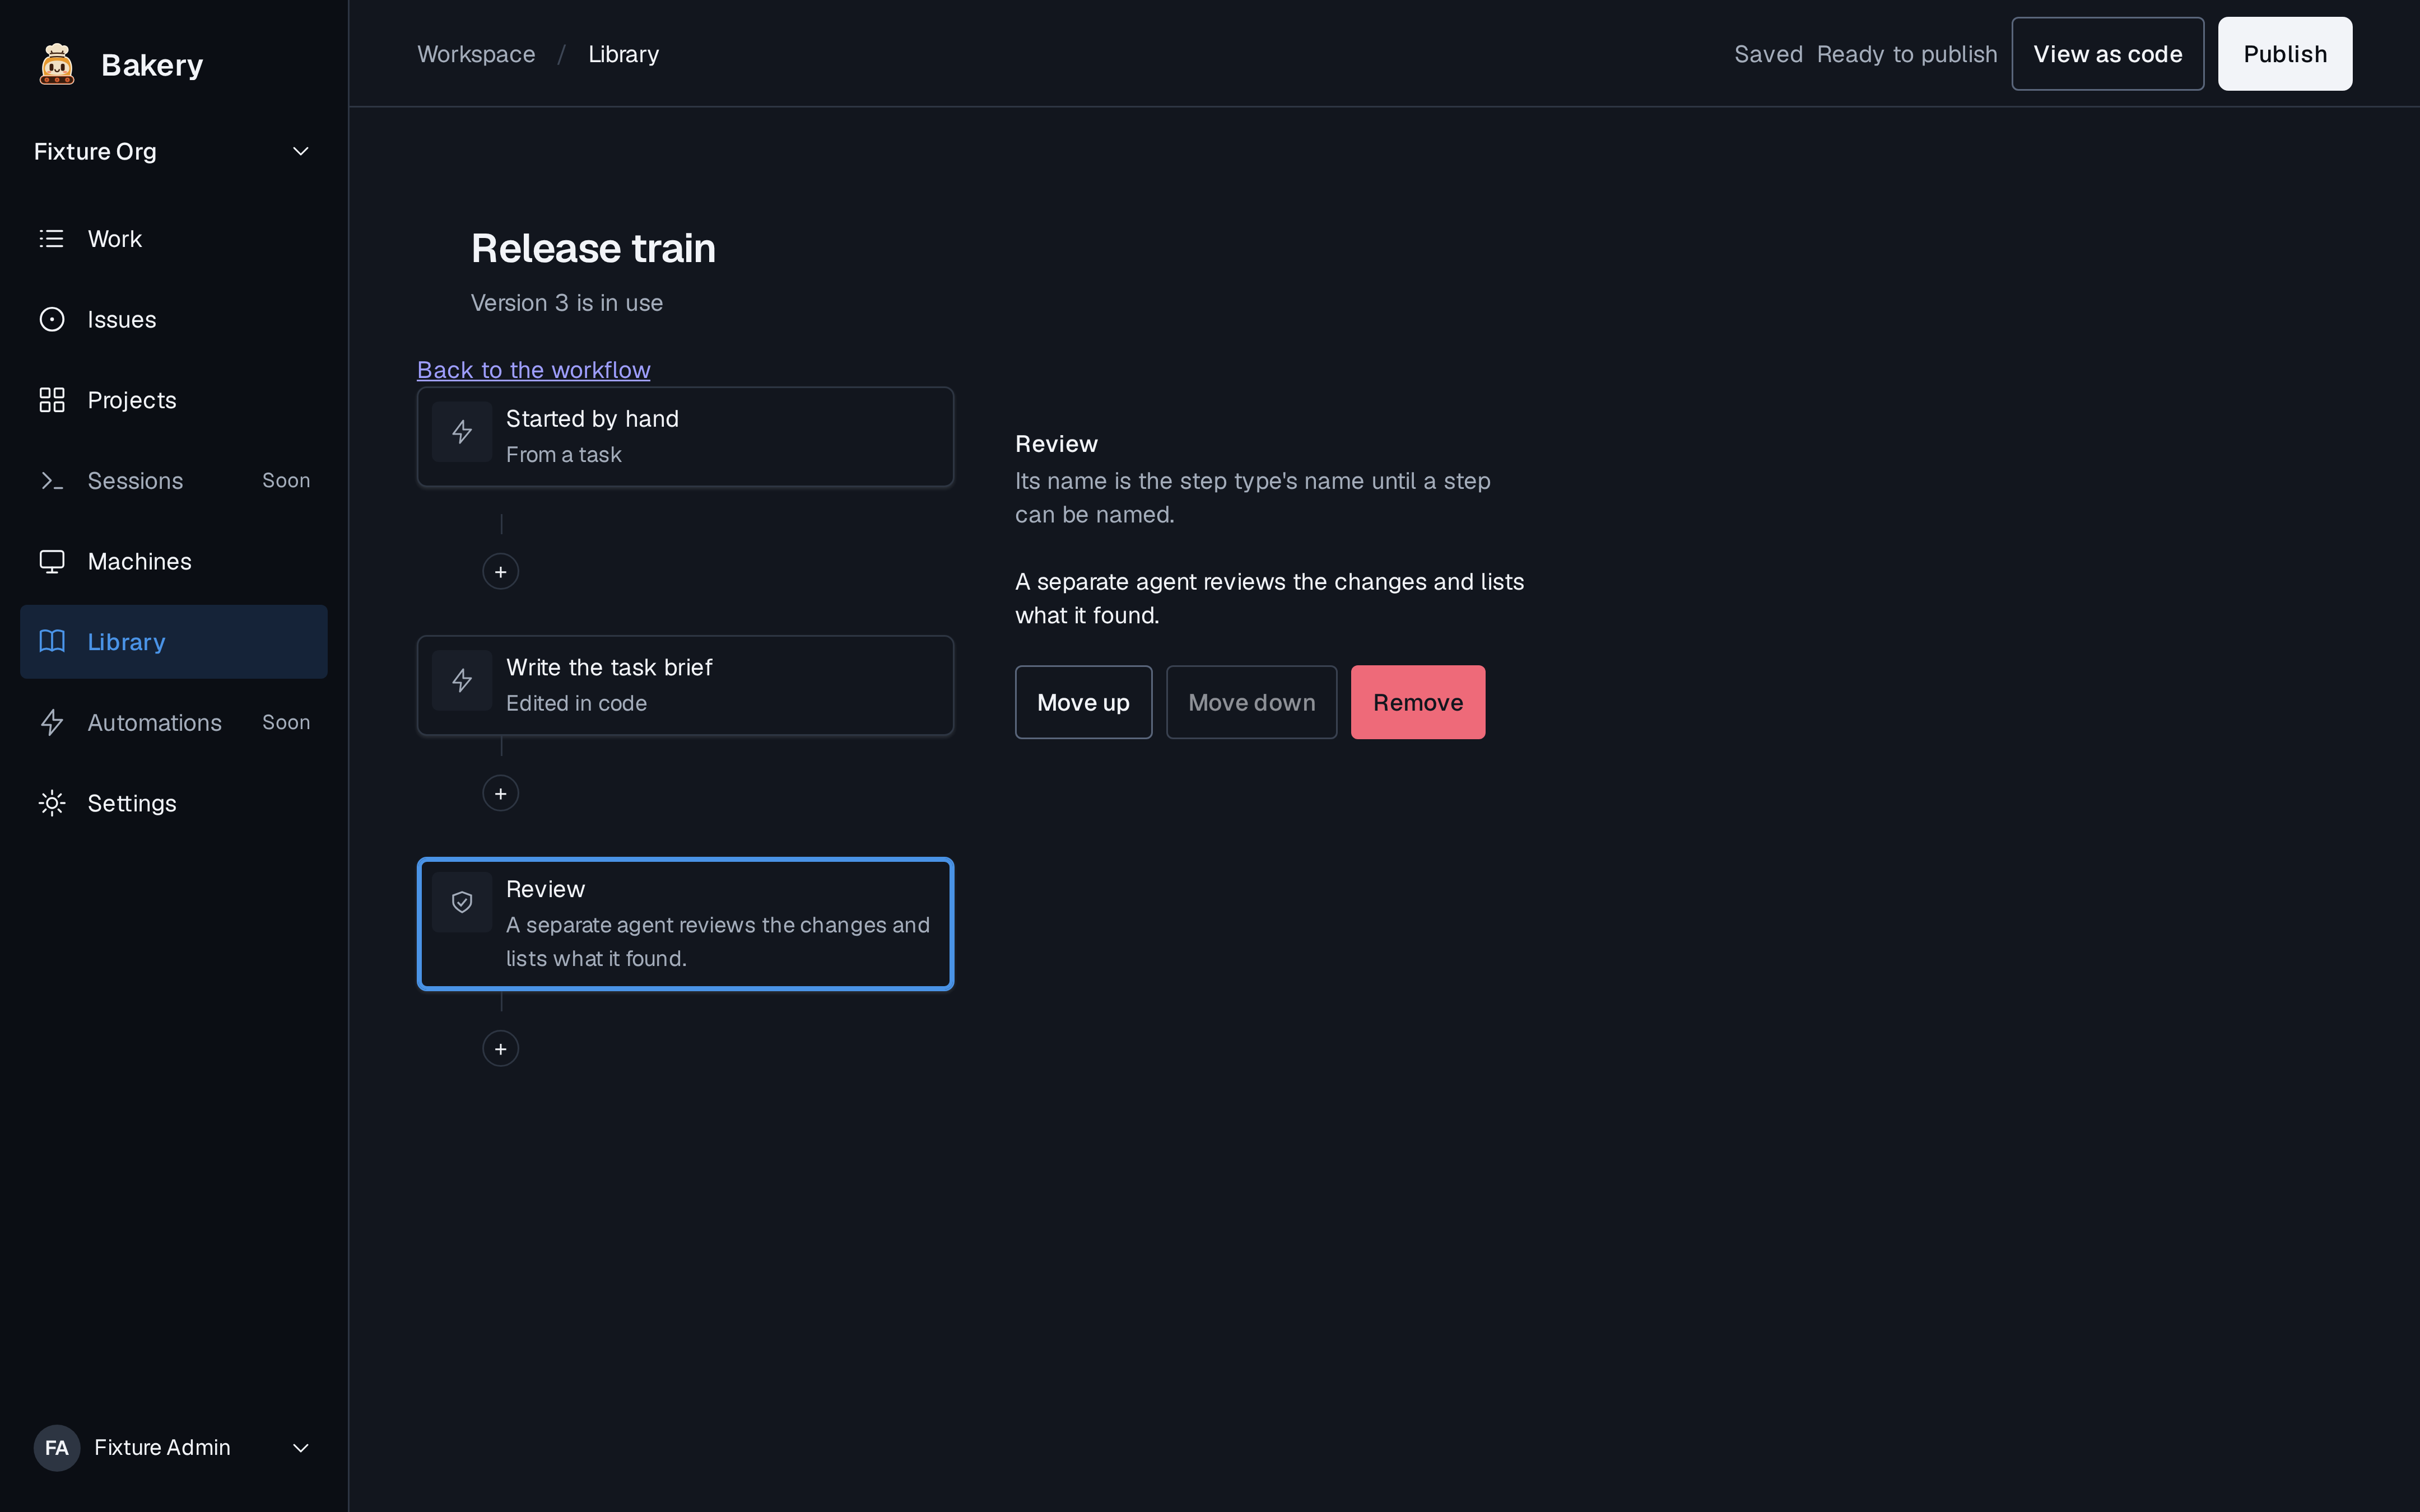 Bakery
Fixture Org
Work
Issues
Projects
Sessions Soon
Machines
Library
Automations Soon
Settings
FA Fixture Admin
Workspace / Library
Saved Ready to publish View as code Publish
Release train
Version 3 is in use
Back to the workflow
Started by hand
From a task
+
Write the task brief
Edited in code
+
Review
A separate agent reviews the changes and
lists what it found.
+
Review
Its name is the step type's name until a step
can be named.
A separate agent reviews the changes and lists
what it found.
Move up Move down Remove